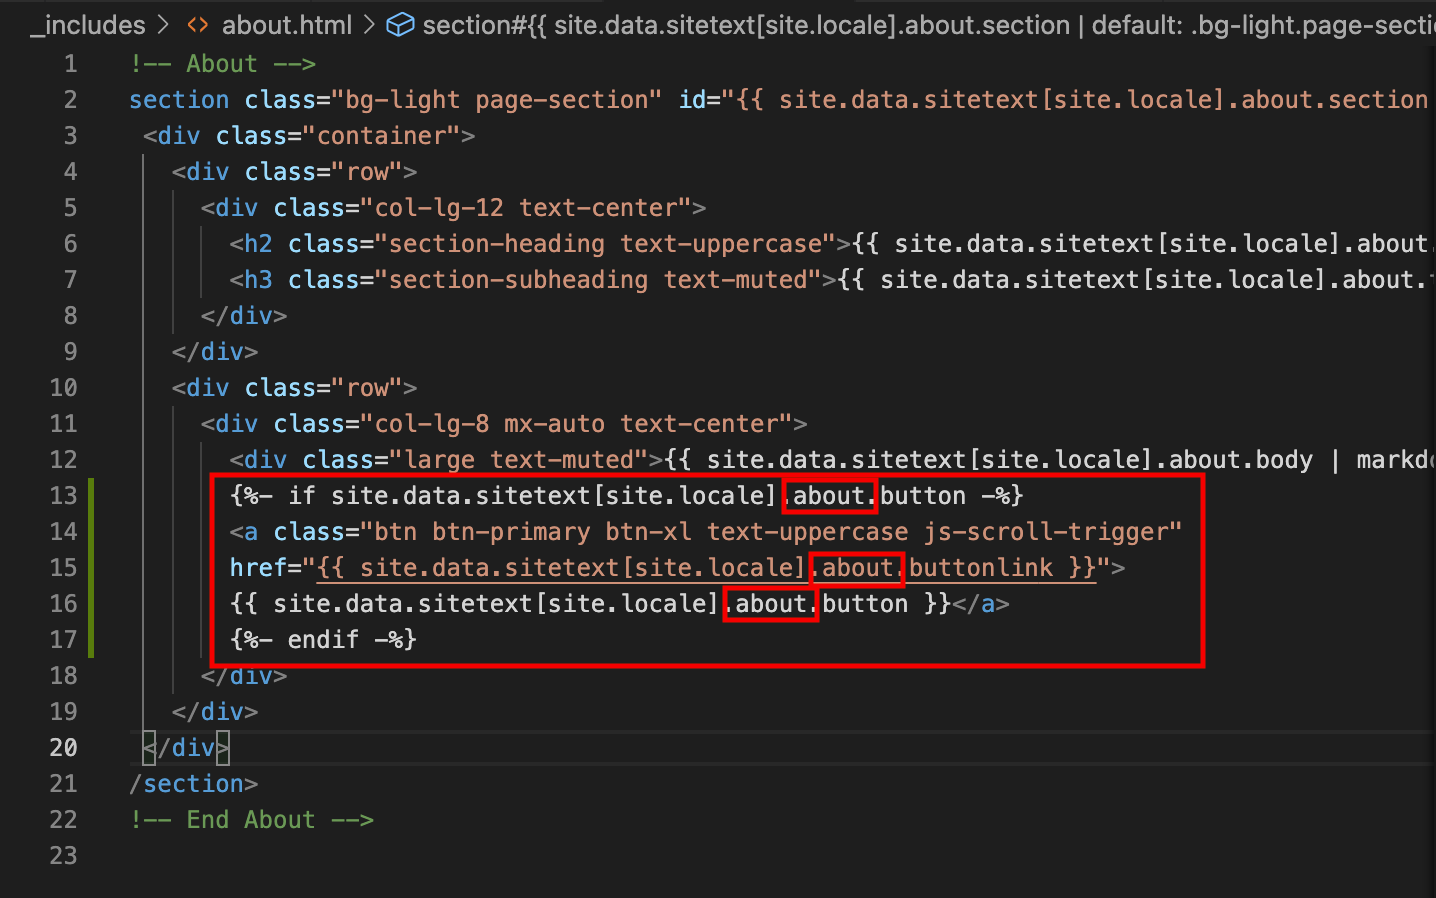 _includes > <> about.html > section#{{ site.data.sitetext[site.locale].about.section | default: .bg-light.page-secti
1 !-- About -->
2 section class="bg-light page-section" id="{{ site.data.sitetext[site.locale].about.section
3 <div class="container">
4 <div class="row">
5 <div class="col-lg-12 text-center">
6 <h2 class="section-heading text-uppercase">{{ site.data.sitetext[site.locale].about.
7 <h3 class="section-subheading text-muted">{{ site.data.sitetext[site.locale].about.
8 </div>
9 </div>
10 <div class="row">
11 <div class="col-lg-8 mx-auto text-center">
12 <div class="large text-muted">{{ site.data.sitetext[site.locale].about.body | markd
13 {%- if site.data.sitetext[site.locale].about.button -%}
14 <a class="btn btn-primary btn-xl text-uppercase js-scroll-trigger"
15 href="{{ site.data.sitetext[site.locale].about.buttonlink }}">
16 {{ site.data.sitetext[site.locale].about.button }}</a>
17 {%- endif -%}
18 </div>
19 </div>
20 </div>
21 /section>
22 !-- End About -->
23